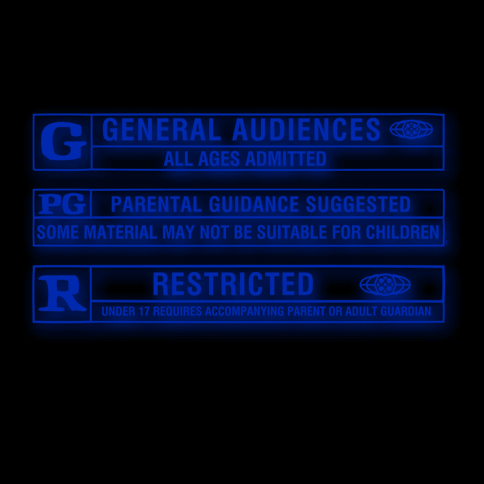 G GENERAL AUDIENCES
ALL AGES ADMITTED
PG PARENTAL GUIDANCE SUGGESTED
SOME MATERIAL MAY NOT BE SUITABLE FOR CHILDREN
R RESTRICTED
UNDER 17 REQUIRES ACCOMPANYING PARENT OR ADULT GUARDIAN